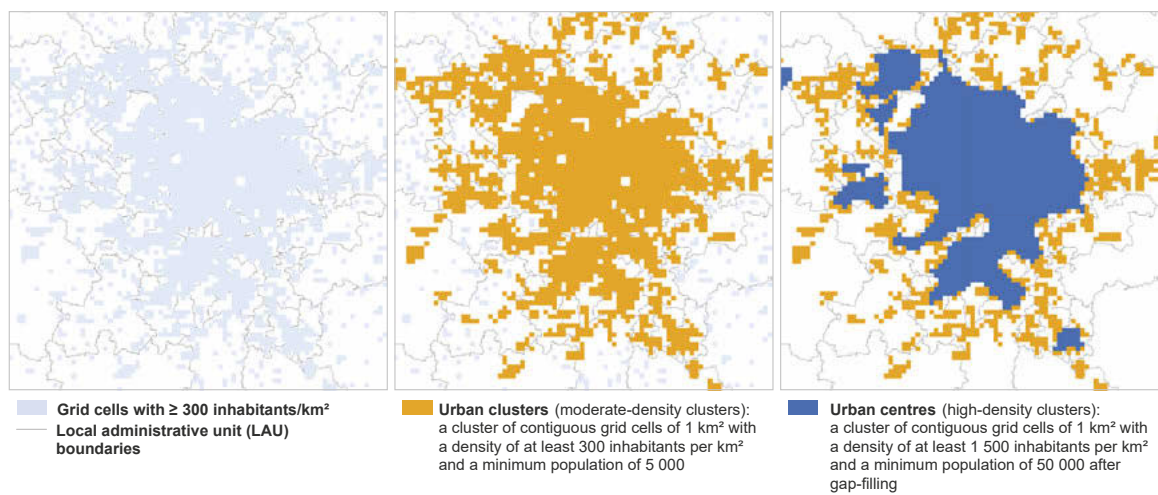 Grid cells with ≥ 300 inhabitants/km²
Local administrative unit (LAU)
boundaries
Urban clusters (moderate-density clusters):
a cluster of contiguous grid cells of 1 km² with
a density of at least 300 inhabitants per km²
and a minimum population of 5 000
Urban centres (high-density clusters):
a cluster of contiguous grid cells of 1 km² with
a density of at least 1 500 inhabitants per km²
and a minimum population of 50 000 after
gap-filling